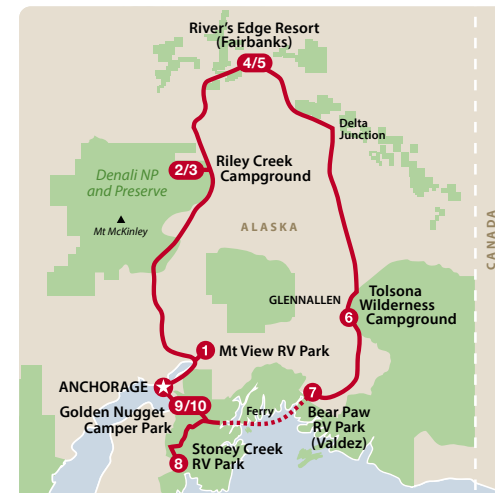 River's Edge Resort
(Fairbanks)
4/5
Delta
Junction
2/3
Riley Creek
Campground
Denali NP
and Preserve
Mt McKinley
ALASKA
CANADA
GLENNALLEN
Tolsona
Wilderness
Campground
6
1
Mt View RV Park
ANCHORAGE
7
9/10
Golden Nugget
Camper Park
Ferry
Bear Paw
RV Park
(Valdez)
Stoney Creek
RV Park
8